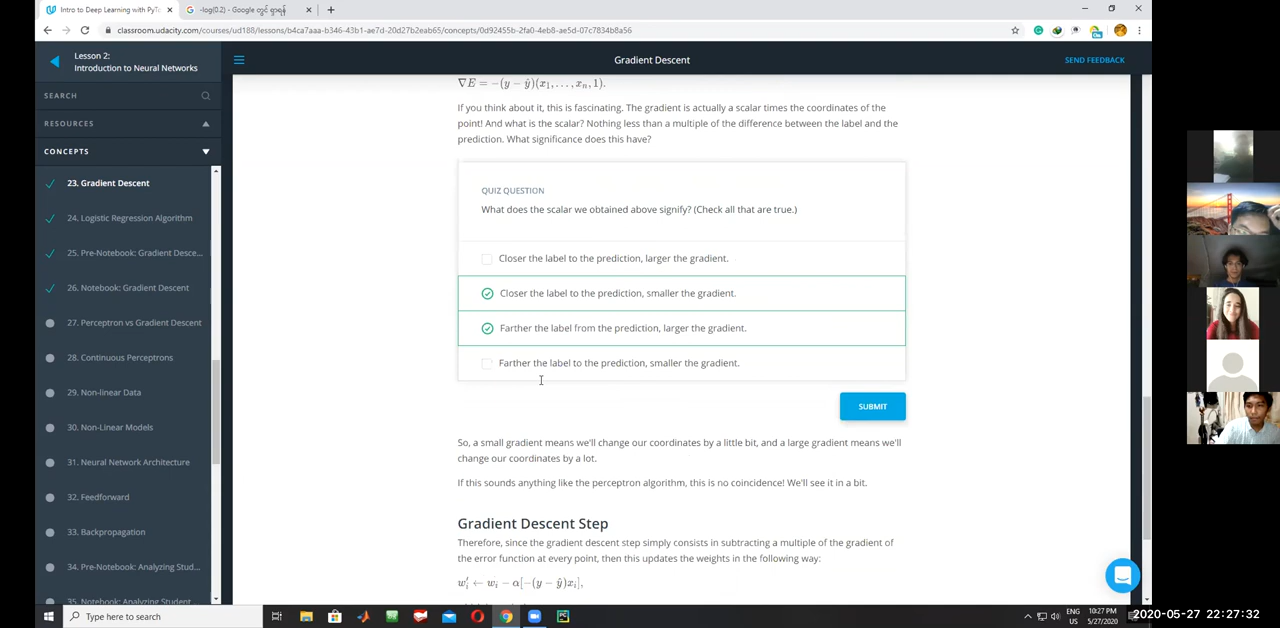 Intro to Deep Learning with PyTo
-log(0.2) - Google တွင် ရှာရန်
classroom.udacity.com/courses/ud188/lessons/b4ca7aaa-b346-43b1-ae7d-20d27b2eab65/concepts/0d92455b-2fa0-4eb8-ae5d-07c7834b8a56
Lesson 2:
Introduction to Neural Networks
Gradient Descent
SEND FEEDBACK
SEARCH
RESOURCES
CONCEPTS
23. Gradient Descent
24. Logistic Regression Algorithm
25. Pre-Notebook: Gradient Desce...
26. Notebook: Gradient Descent
27. Perceptron vs Gradient Descent
28. Continuous Perceptrons
29. Non-linear Data
30. Non-Linear Models
31. Neural Network Architecture
32. Feedforward
33. Backpropagation
34. Pre-Notebook: Analyzing Stud...
35. Notebook: Analyzing Student
∇E = −(y − ŷ)(x₁, . . . , xₙ, 1).
If you think about it, this is fascinating. The gradient is actually a scalar times the coordinates of the
point! And what is the scalar? Nothing less than a multiple of the difference between the label and the
prediction. What significance does this have?
QUIZ QUESTION
What does the scalar we obtained above signify? (Check all that are true.)
Closer the label to the prediction, larger the gradient.
Closer the label to the prediction, smaller the gradient.
Farther the label from the prediction, larger the gradient.
Farther the label to the prediction, smaller the gradient.
SUBMIT
So, a small gradient means we'll change our coordinates by a little bit, and a large gradient means we'll
change our coordinates by a lot.
If this sounds anything like the perceptron algorithm, this is no coincidence! We'll see it in a bit.
Gradient Descent Step
Therefore, since the gradient descent step simply consists in subtracting a multiple of the gradient of
the error function at every point, then this updates the weights in the following way:
wᵢ′ ← wᵢ − α[−(y − ŷ)xᵢ],
Type here to search
ENG
US
10:27 PM
5/27/2020
2020-05-27 22:27:32